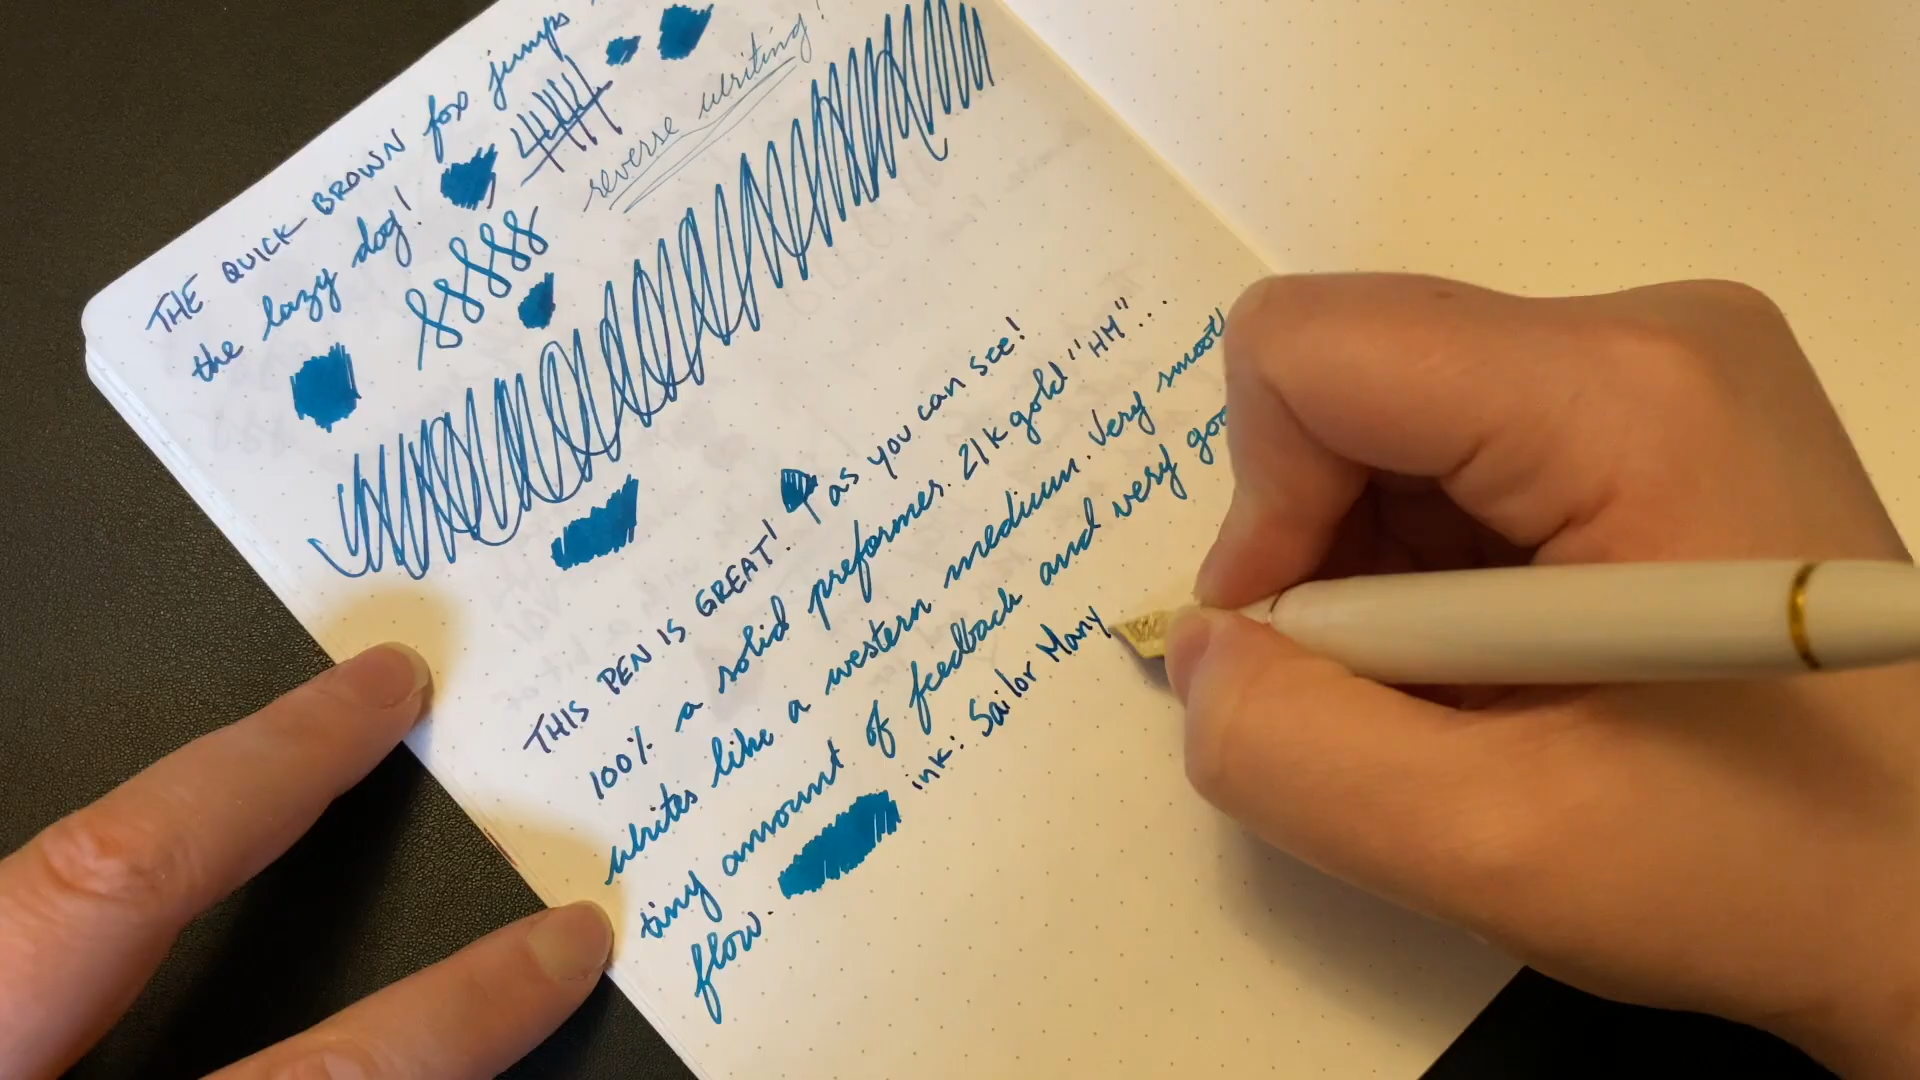 THE QUICK BROWN fox jumps
the lazy dog!
reverse writing!
THIS PEN IS GREAT! as you can see!
100% a solid preformer. 21k gold "HM"...
writes like a western medium. Very smooth
tiny amount of feedback and very goo
flow.
ink: Sailor Many